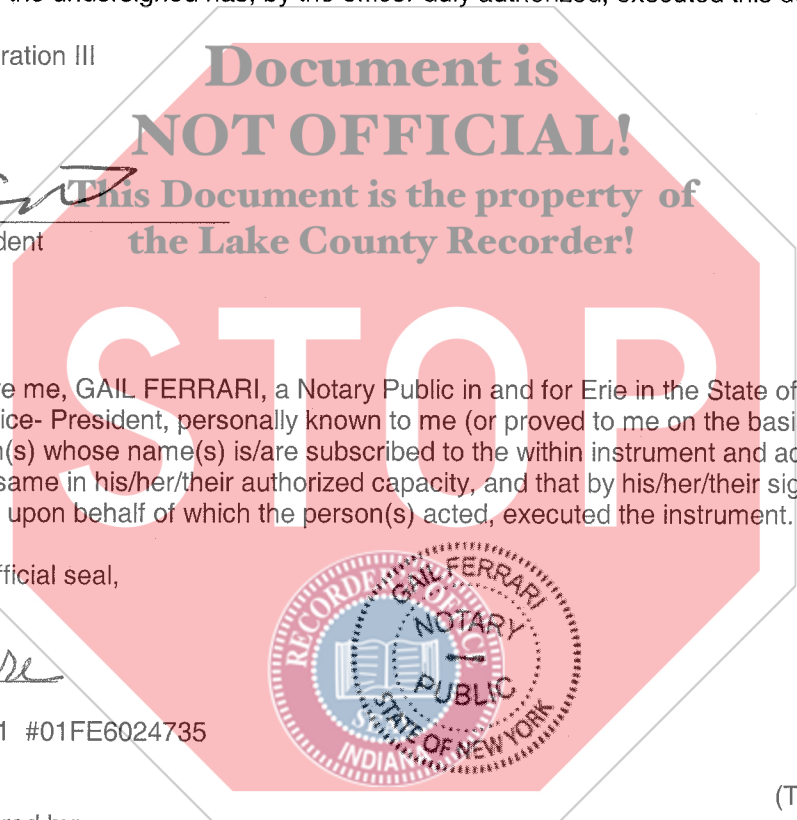 the undersigned has, by the officer duly authorized, executed this
ration III
Document is
NOT OFFICIAL!
This Document is the property of
the Lake County Recorder!
dent
STOP
e me, GAIL FERRARI, a Notary Public in and for Erie in the State of
ice- President, personally known to me (or proved to me on the basi
n(s) whose name(s) is/are subscribed to the within instrument and ac
same in his/her/their authorized capacity, and that by his/her/their sig
upon behalf of which the person(s) acted, executed the instrument.
fficial seal,
RECORDER'S OFFICE
SEAL
INDIANA
GAIL FERRARI
NOTARY
PUBLIC
STATE OF NEW YORK
1 #01FE6024735
(T